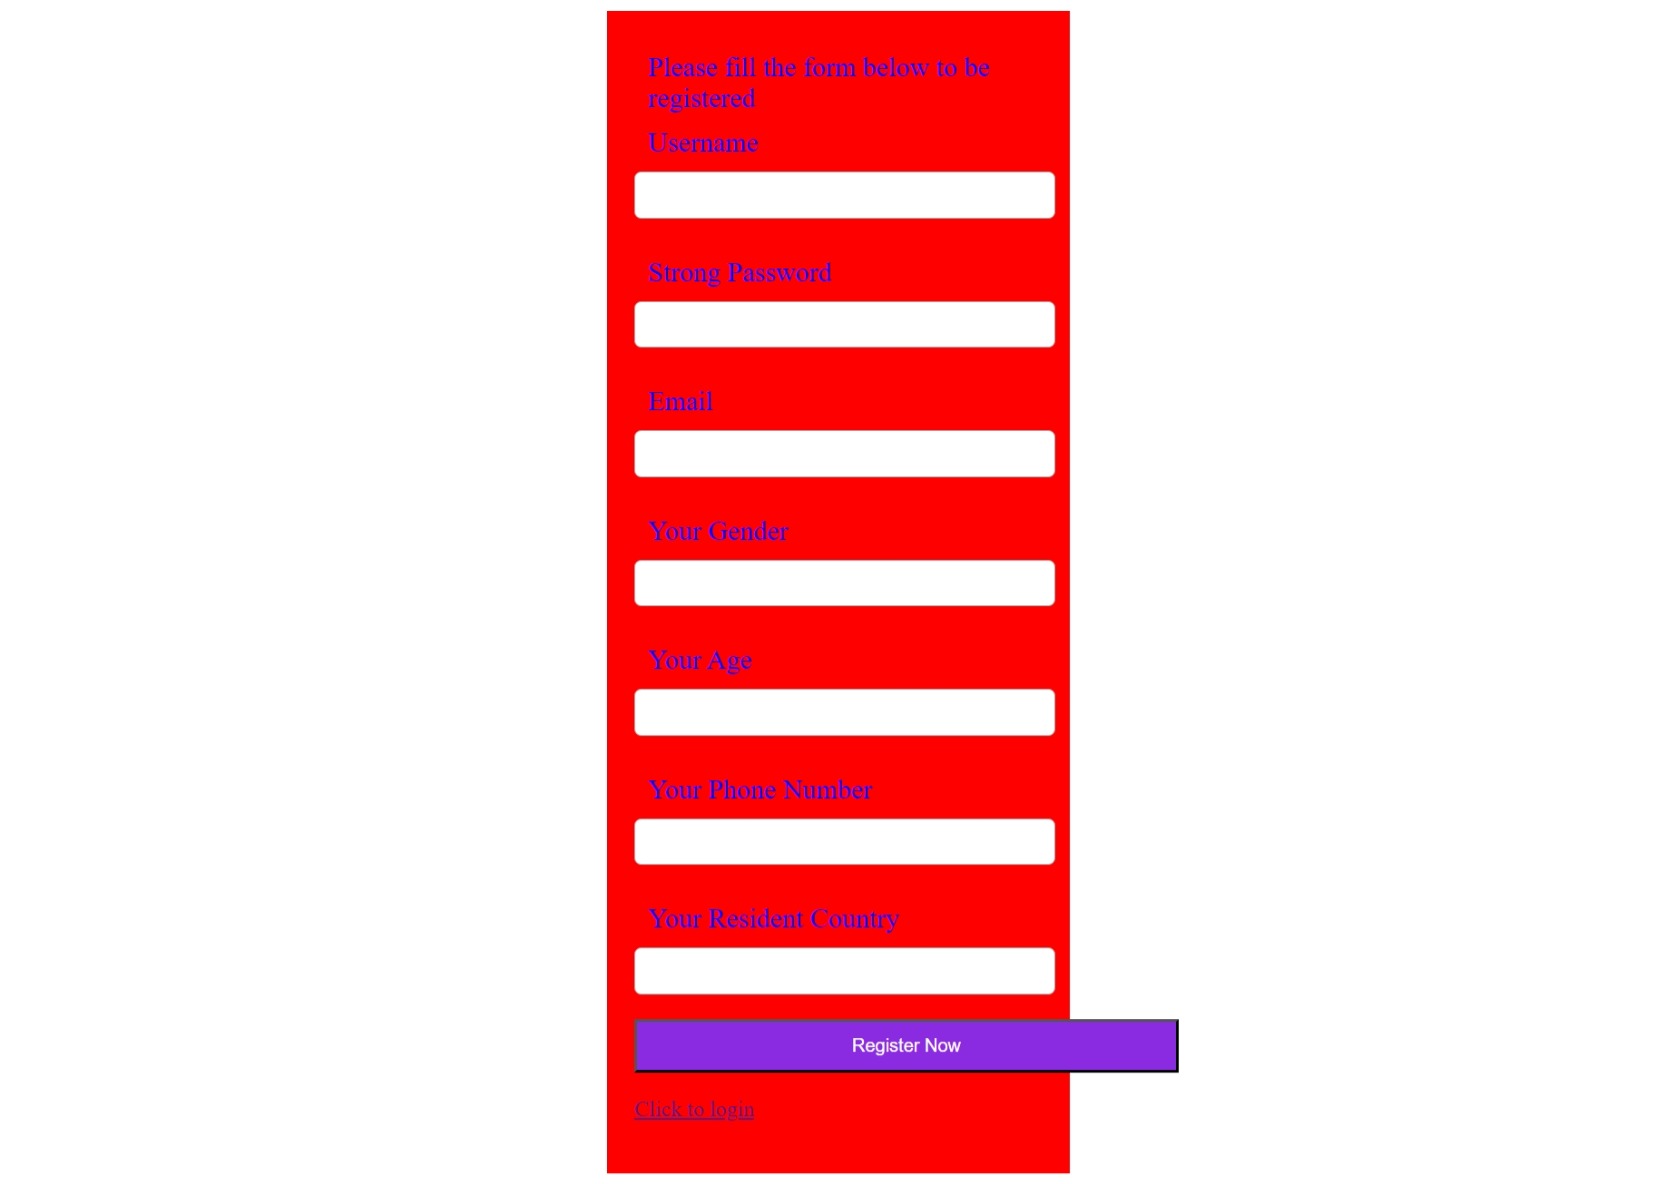 Please fill the form below to be
registered
Username
Strong Password
Email
Your Gender
Your Age
Your Phone Number
Your Resident Country
Register Now
Click to login